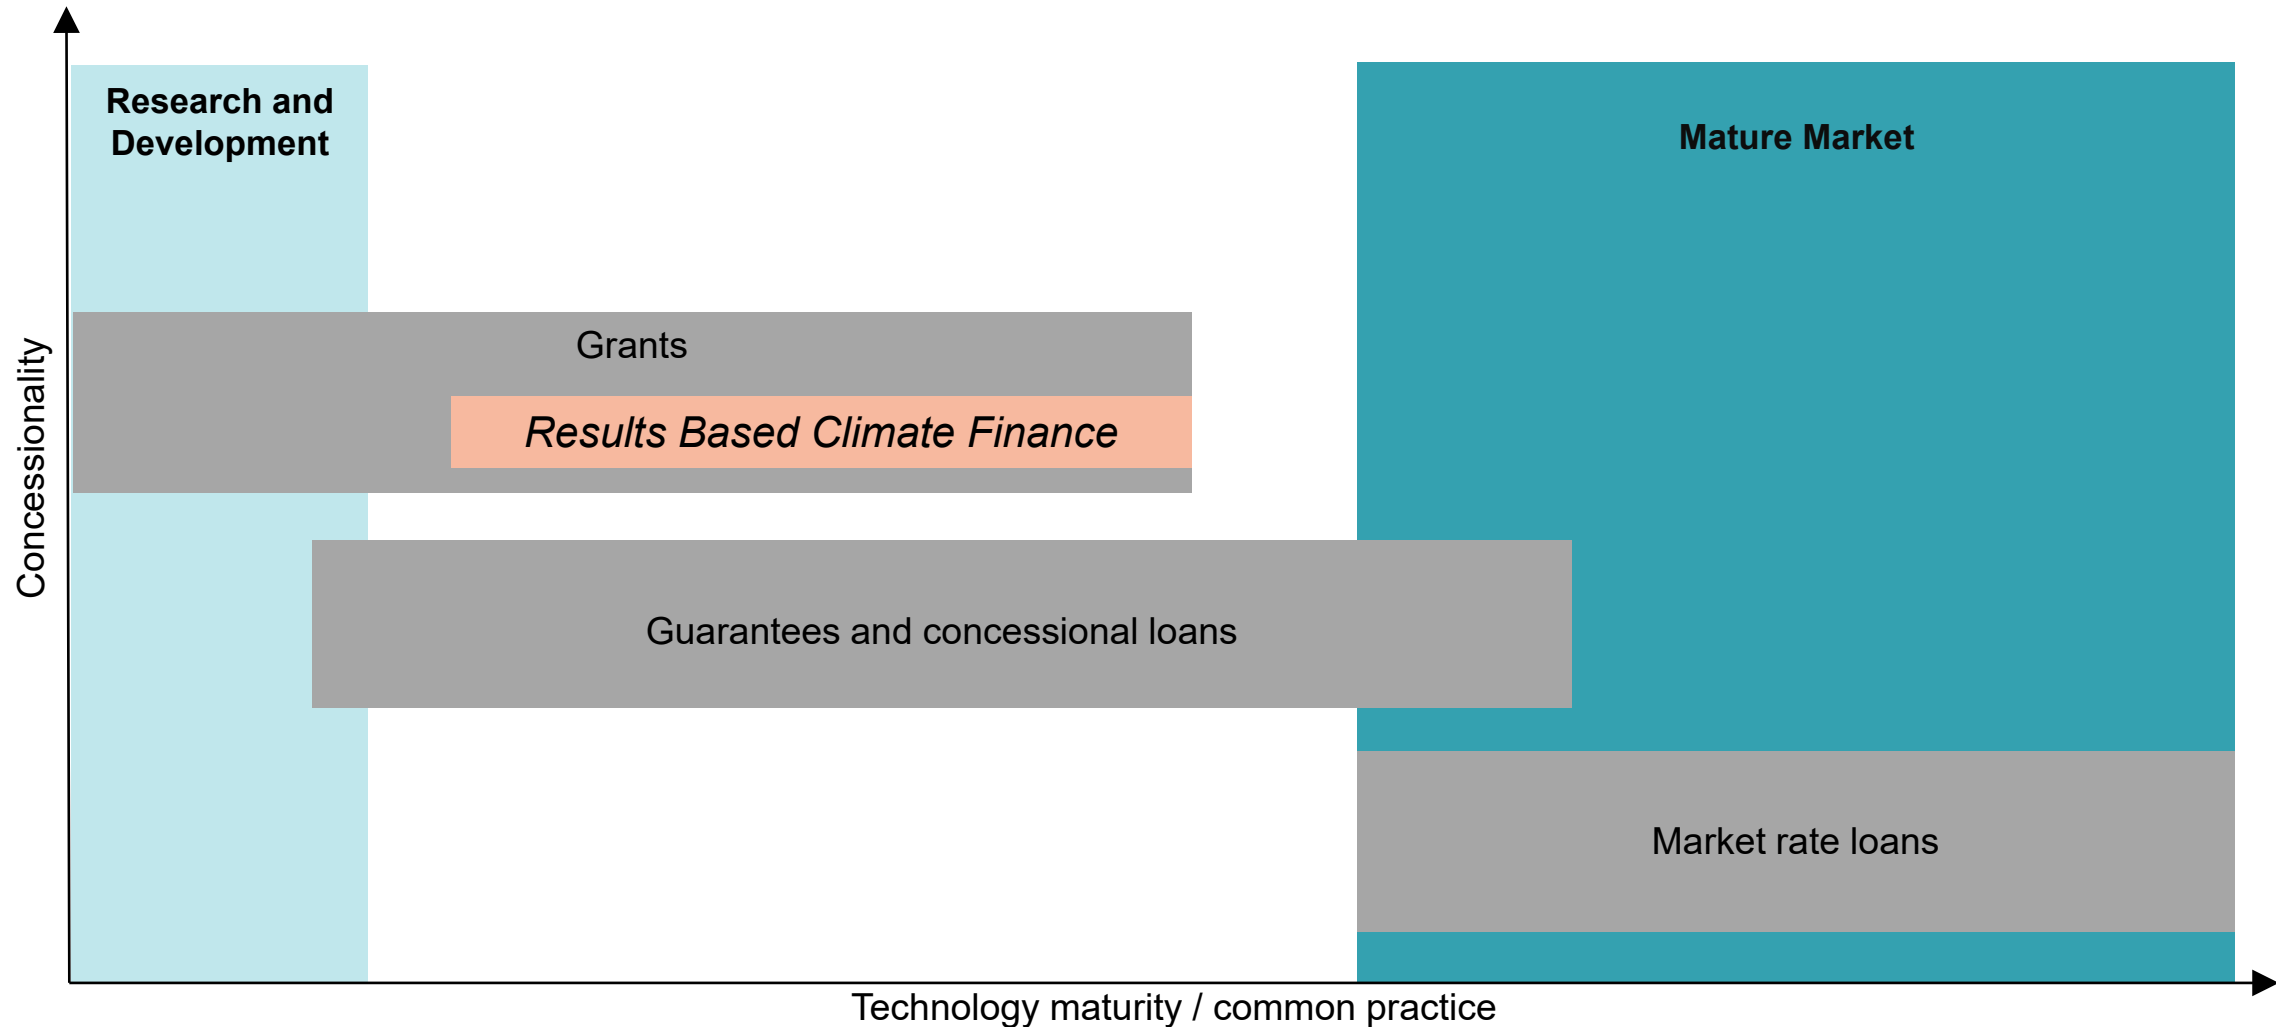 Research and
Development
Mature Market
Grants
Results Based Climate Finance
Concessionality
Guarantees and concessional loans
Market rate loans
Technology maturity / common practice